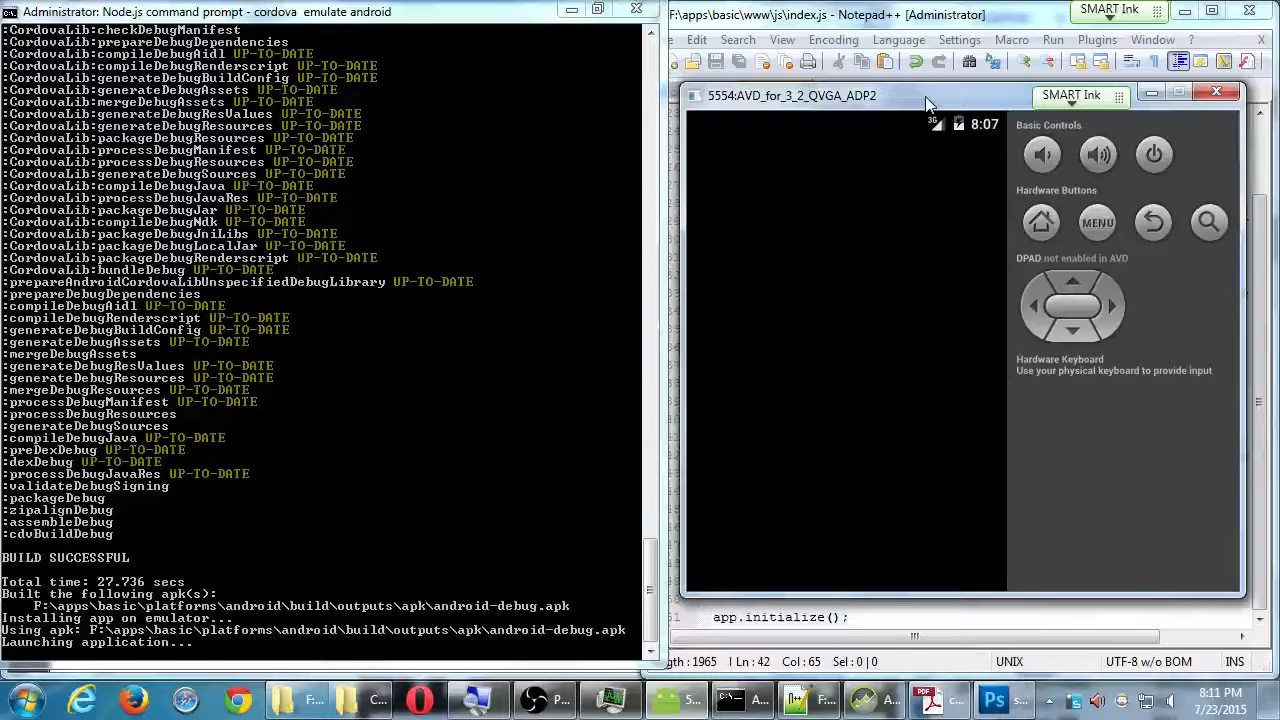 Administrator: Node.js command prompt - cordova  emulate android
:CordovaLib:checkDebugManifest
:CordovaLib:prepareDebugDependencies
:CordovaLib:compileDebugAidl UP-TO-DATE
:CordovaLib:compileDebugRenderscript UP-TO-DATE
:CordovaLib:generateDebugBuildConfig UP-TO-DATE
:CordovaLib:generateDebugAssets UP-TO-DATE
:CordovaLib:mergeDebugAssets UP-TO-DATE
:CordovaLib:generateDebugResValues UP-TO-DATE
:CordovaLib:generateDebugResources UP-TO-DATE
:CordovaLib:packageDebugResources UP-TO-DATE
:CordovaLib:processDebugManifest UP-TO-DATE
:CordovaLib:processDebugResources UP-TO-DATE
:CordovaLib:generateDebugSources UP-TO-DATE
:CordovaLib:compileDebugJava UP-TO-DATE
:CordovaLib:processDebugJavaRes UP-TO-DATE
:CordovaLib:packageDebugJar UP-TO-DATE
:CordovaLib:compileDebugNdk UP-TO-DATE
:CordovaLib:packageDebugJniLibs UP-TO-DATE
:CordovaLib:packageDebugLocalJar UP-TO-DATE
:CordovaLib:packageDebugRenderscript UP-TO-DATE
:CordovaLib:bundleDebug UP-TO-DATE
:prepareAndroidCordovaLibUnspecifiedDebugLibrary UP-TO-DATE
:prepareDebugDependencies
:compileDebugAidl UP-TO-DATE
:compileDebugRenderscript UP-TO-DATE
:generateDebugBuildConfig UP-TO-DATE
:generateDebugAssets UP-TO-DATE
:mergeDebugAssets
:generateDebugResValues UP-TO-DATE
:generateDebugResources UP-TO-DATE
:mergeDebugResources UP-TO-DATE
:processDebugManifest UP-TO-DATE
:processDebugResources
:generateDebugSources
:compileDebugJava UP-TO-DATE
:preDexDebug UP-TO-DATE
:dexDebug UP-TO-DATE
:processDebugJavaRes UP-TO-DATE
:validateDebugSigning
:packageDebug
:zipalignDebug
:assembleDebug
:cdvBuildDebug
BUILD SUCCESSFUL
Total time: 27.736 secs
Built the following apk(s):
F:\apps\basic\platforms\android\build\outputs\apk\android-debug.apk
Installing app on emulator...
Using apk: F:\apps\basic\platforms\android\build\outputs\apk\android-debug.apk
Launching application...
F:\apps\basic\www\js\index.js - Notepad++ [Administrator]
SMART Ink
Edit Search View Encoding Language Settings Macro Run Plugins Window ? X
5554:AVD_for_3_2_QVGA_ADP2
SMART Ink
3G 8:07
Basic Controls
Hardware Buttons
MENU
DPAD not enabled in AVD
Hardware Keyboard
Use your physical keyboard to provide input
app.initialize();
ngth : 1965 Ln : 42 Col : 65 Sel : 0 | 0 UNIX UTF-8 w/o BOM INS
F:... C... P... 5... A... F:... A... PDF C... Ps s...
8:11 PM
7/23/2015